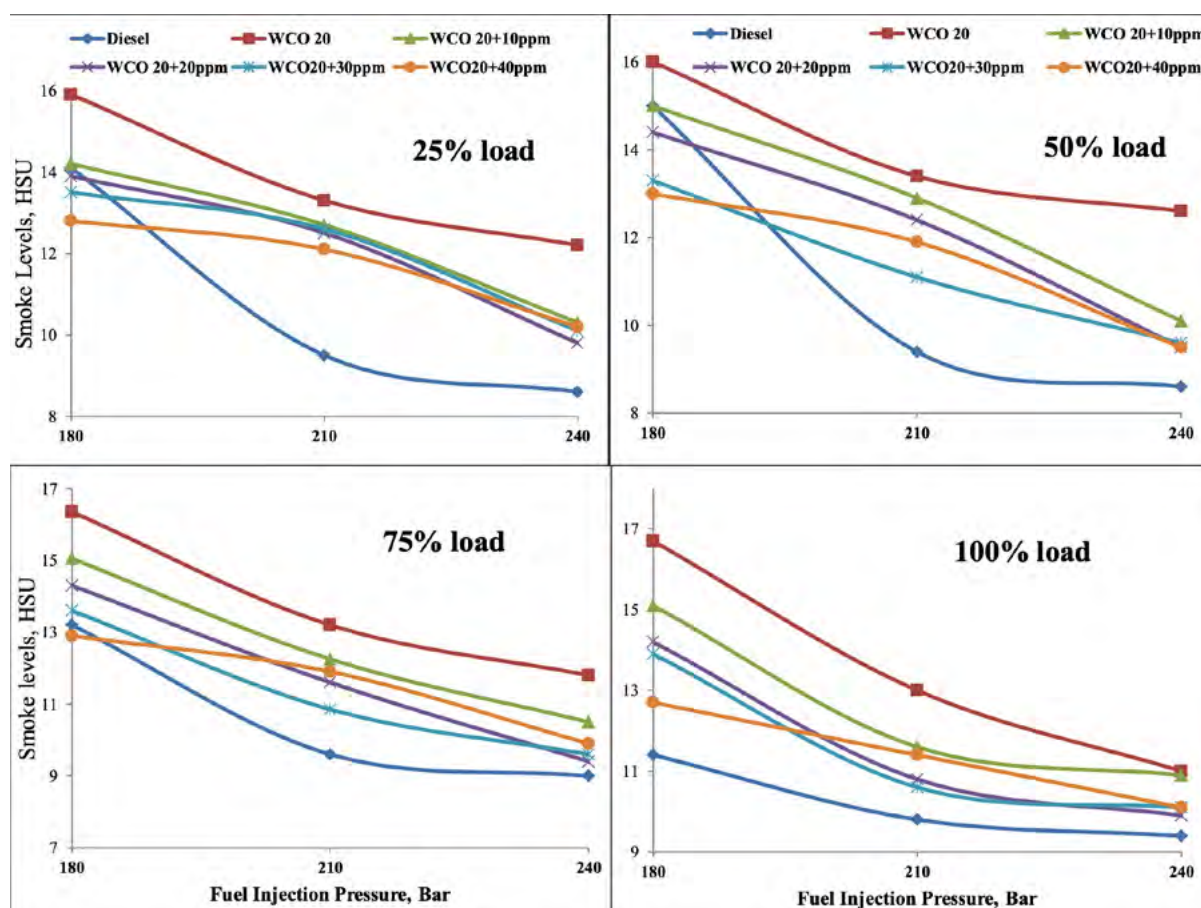 Diesel WCO 20 WCO 20+10ppm
WCO 20+20ppm WCO20+30ppm WCO20+40ppm
16
14
12
10
8
Smoke Levels, HSU
25% load
180 210 240
Diesel WCO 20 WCO 20+10ppm
WCO 20+20ppm WCO20+30ppm WCO20+40ppm
16
14
12
10
8
50% load
180 210 240
17
15
13
11
9
7
Smoke levels, HSU
75% load
180 210 240
Fuel Injection Pressure, Bar
17
15
13
11
9
100% load
180 210 240
Fuel Injection Pressure, Bar